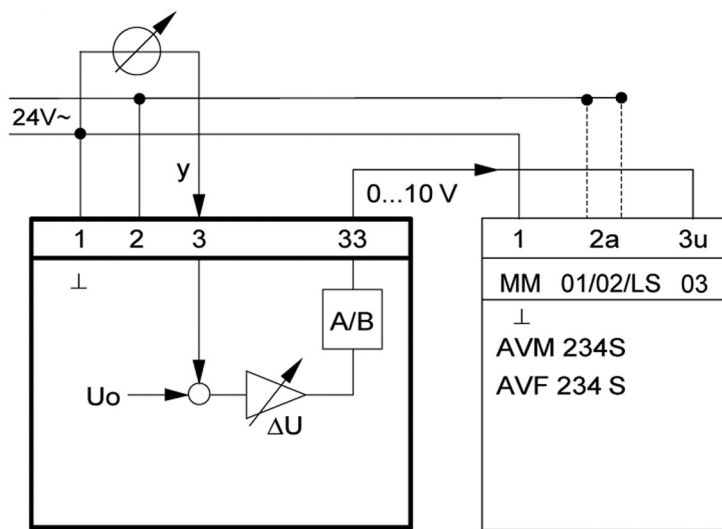 24V~
y
0...10 V
1 2 3 33
1 2a 3u
⊥
MM 01/02/LS 03
A/B
⊥
AVM 234S
AVF 234 S
Uo
ΔU